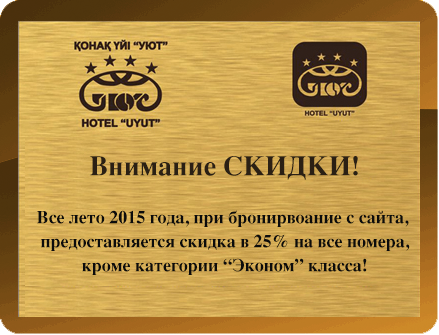 ҚОНАҚ ҮЙІ "УЮТ"
HOTEL "UYUT"
HOTEL "UYUT"
Внимание СКИДКИ!
Все лето 2015 года, при бронирвоание с сайта,
предоставляется скидка в 25% на все номера,
кроме категории “Эконом” класса!